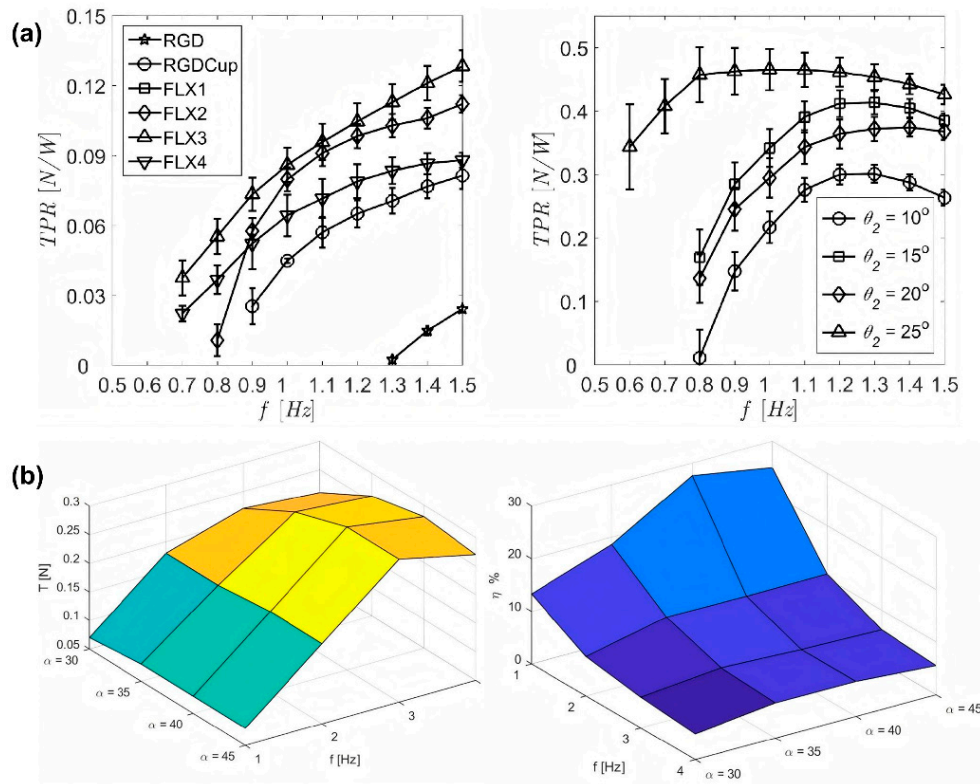 (a)
0.15
0.12
0.09
0.06
0.03
0
TPR [N/W]
RGD
RGDCup
FLX1
FLX2
FLX3
FLX4
0.5 0.6 0.7 0.8 0.9 1 1.1 1.2 1.3 1.4 1.5
f [Hz]
0.5
0.4
0.3
0.2
0.1
0
TPR [N/W]
θ2 = 10°
θ2 = 15°
θ2 = 20°
θ2 = 25°
0.5 0.6 0.7 0.8 0.9 1 1.1 1.2 1.3 1.4 1.5
f [Hz]
(b)
0.3
0.25
0.2
0.15
0.1
0.05
T [N]
α = 30
α = 35
α = 40
α = 45
1
2
3
f [Hz]
30
20
10
0
η %
1
2
3
4
f [Hz]
α = 30
α = 35
α = 40
α = 45